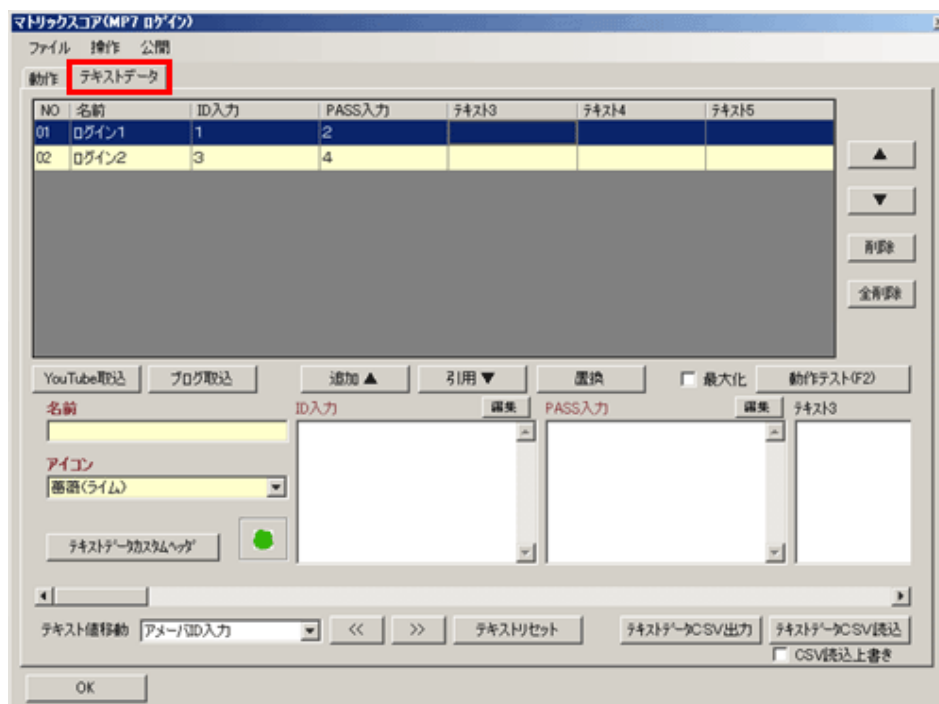 マトリックスコア(MP7 ログイン)
ファイル 操作 公開
動作 テキストデータ
NO 名前 ID入力 PASS入力 テキスト3 テキスト4 テキスト5
01 ログイン1 1 2
02 ログイン2 3 4
▲
▼
削除
全削除
YouTube取込 ブログ取込 追加▲ 引用▼ 置換 最大化 動作テスト(F2)
名前 ID入力 編集 PASS入力 編集 テキスト3
アイコン
薔薇(ライム)
テキストデータカスタムヘッダ
テキスト値移動 アメーバID入力 << >> テキストリセット テキストデータCSV出力 テキストデータCSV読込
CSV読込上書き
OK